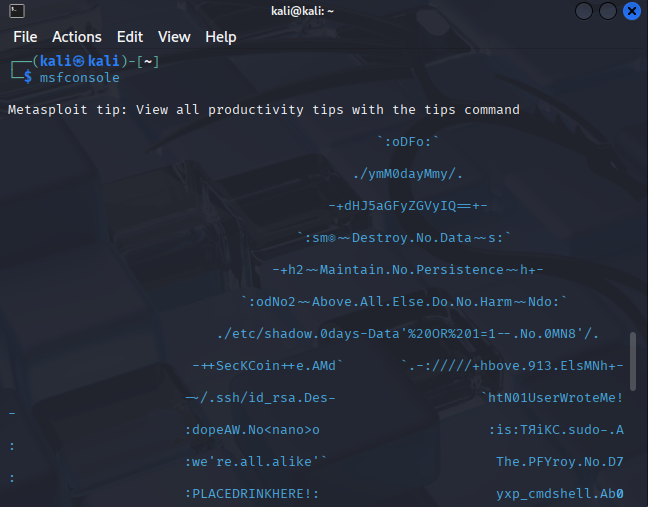 kali@kali: ~
File Actions Edit View Help
┌──(kali㉿kali)-[~]
└─$ msfconsole
Metasploit tip: View all productivity tips with the tips command
`:oDFo:`
./ymM0dayMmy/.
-+dHJ5aGFyZGVyIQ==+-
`:sm⏣~~Destroy.No.Data~~s:`
-+h2~~Maintain.No.Persistence~~h+-
`:odNo2~~Above.All.Else.Do.No.Harm~~Ndo:`
./etc/shadow.0days-Data'%20OR%201=1--.No.0MN8'/.
-++SecKCoin++e.AMd` `.-://///+hbove.913.ElsMNh+-
-~/.ssh/id_rsa.Des- `htN01UserWroteMe!
-
:dopeAW.No<nano>o :is:TЯiKC.sudo-.A
:
:we're.all.alike'` The.PFYroy.No.D7
:
:PLACEDRINKHERE!: yxp_cmdshell.Ab0